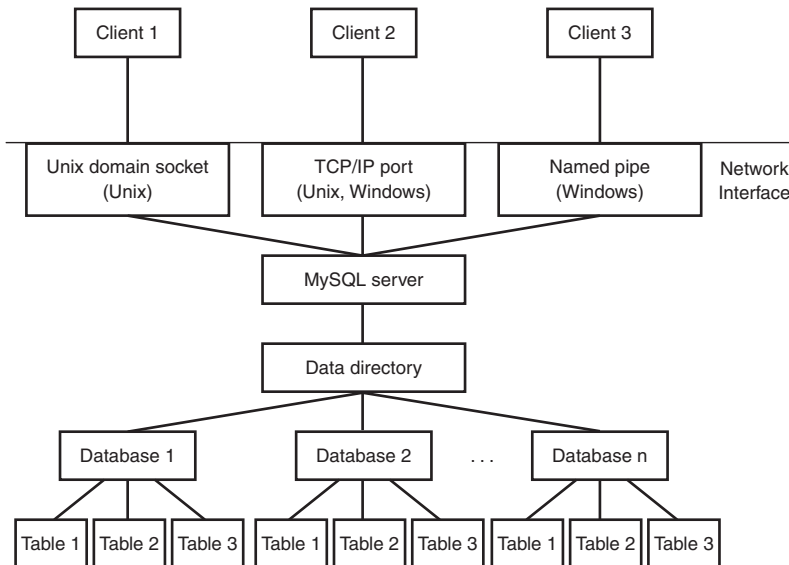 Client 1
Client 2
Client 3
Unix domain socket
(Unix)
TCP/IP port
(Unix, Windows)
Named pipe
(Windows)
Network
Interface
MySQL server
Data directory
Database 1
Database 2
. . .
Database n
Table 1
Table 2
Table 3
Table 1
Table 2
Table 3
Table 1
Table 2
Table 3